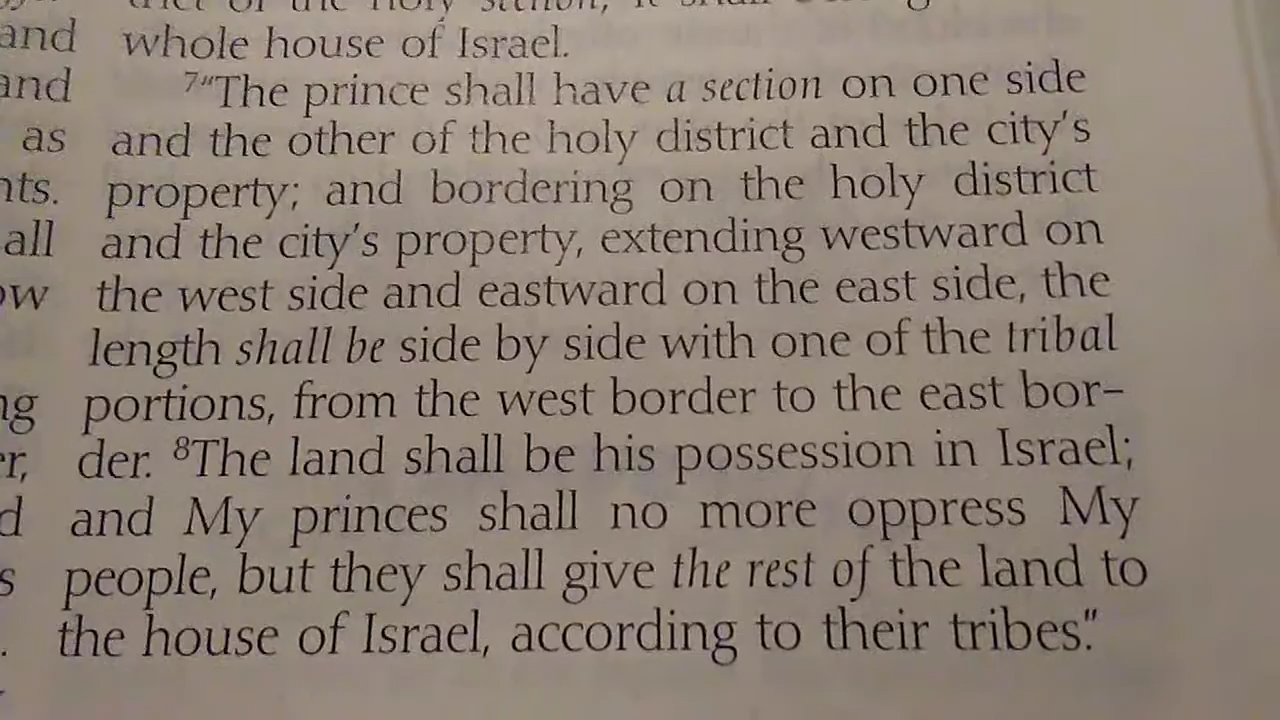 and
and
as
all
whole house of Israel.
7"The prince shall have a section on one side
and the other of the holy district and the city's
property; and bordering on the holy district
and the city's property, extending westward on
the west side and eastward on the east side, the
length shall be side by side with one of the tribal
portions, from the west border to the east bor-
der. 8The land shall be his possession in Israel;
and My princes shall no more oppress My
people, but they shall give the rest of the land to
the house of Israel, according to their tribes."